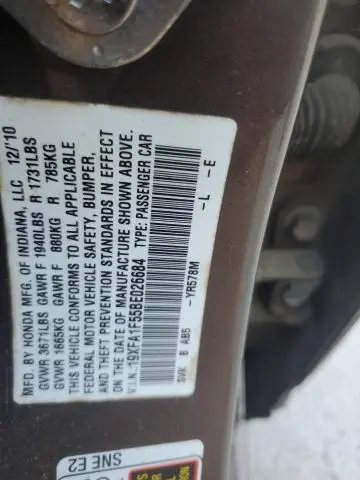 MFD. BY HONDA MFG. OF INDIANA, LLC 12/'10
GVWR 3671LBS GAWR F 1940LBS R 1731LBS
GVWR 1665KG GAWR F 880KG R 785KG
THIS VEHICLE CONFORMS TO ALL APPLICABLE
FEDERAL MOTOR VEHICLE SAFETY, BUMPER,
AND THEFT PREVENTION STANDARDS IN EFFECT
ON THE DATE OF MANUFACTURE SHOWN ABOVE.
V.I.N.:19XFA1F55BE026684 TYPE: PASSENGER CAR
SVK B AB5 -YR578M -L -E
SNE E2